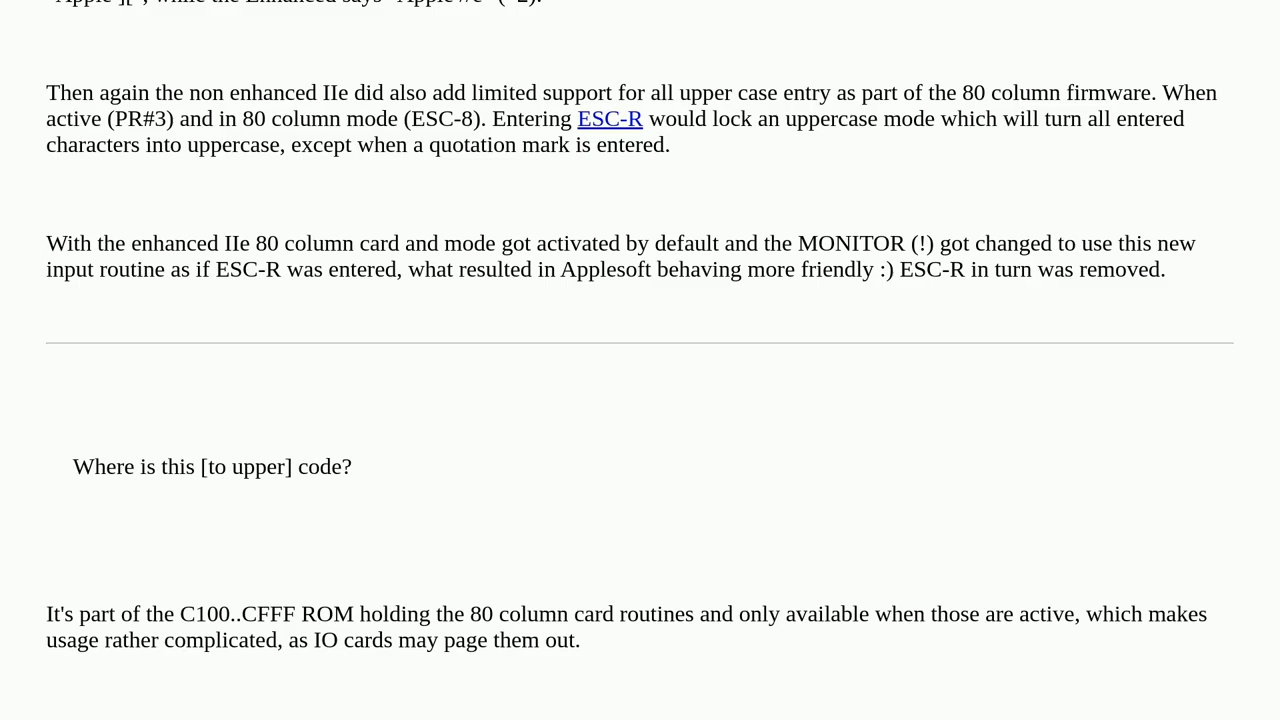 Then again the non enhanced IIe did also add limited support for all upper case entry as part of the 80 column firmware. When
active (PR#3) and in 80 column mode (ESC-8). Entering ESC-R would lock an uppercase mode which will turn all entered
characters into uppercase, except when a quotation mark is entered.
With the enhanced IIe 80 column card and mode got activated by default and the MONITOR (!) got changed to use this new
input routine as if ESC-R was entered, what resulted in Applesoft behaving more friendly :) ESC-R in turn was removed.
Where is this [to upper] code?
It's part of the C100..CFFF ROM holding the 80 column card routines and only available when those are active, which makes
usage rather complicated, as IO cards may page them out.